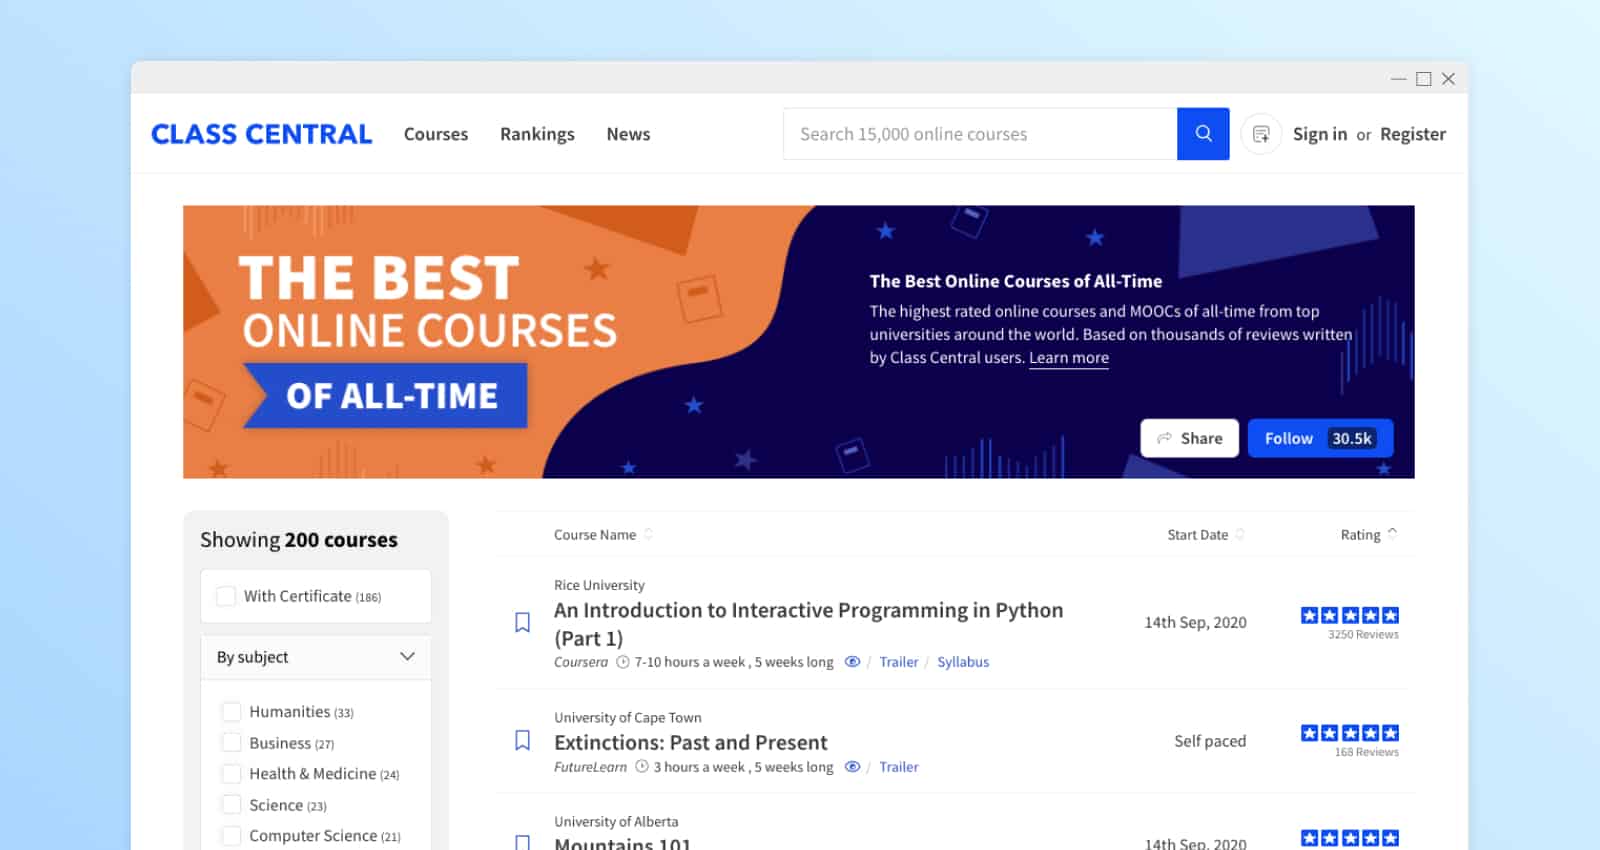 CLASS CENTRAL Courses Rankings News Search 15,000 online courses Sign in or Register
THE BEST
ONLINE COURSES
OF ALL-TIME
The Best Online Courses of All-Time
The highest rated online courses and MOOCs of all-time from top
universities around the world. Based on thousands of reviews written
by Class Central users. Learn more
Share Follow 30.5k
Showing 200 courses
With Certificate (186)
By subject
Humanities (33)
Business (27)
Health & Medicine (24)
Science (23)
Computer Science (21)
Course Name Start Date Rating
Rice University
An Introduction to Interactive Programming in Python
(Part 1)
14th Sep, 2020
3250 Reviews
Coursera 7-10 hours a week , 5 weeks long / Trailer / Syllabus
University of Cape Town
Extinctions: Past and Present
Self paced
168 Reviews
FutureLearn 3 hours a week , 5 weeks long / Trailer
University of Alberta
Mountains 101
14th Sep, 2020